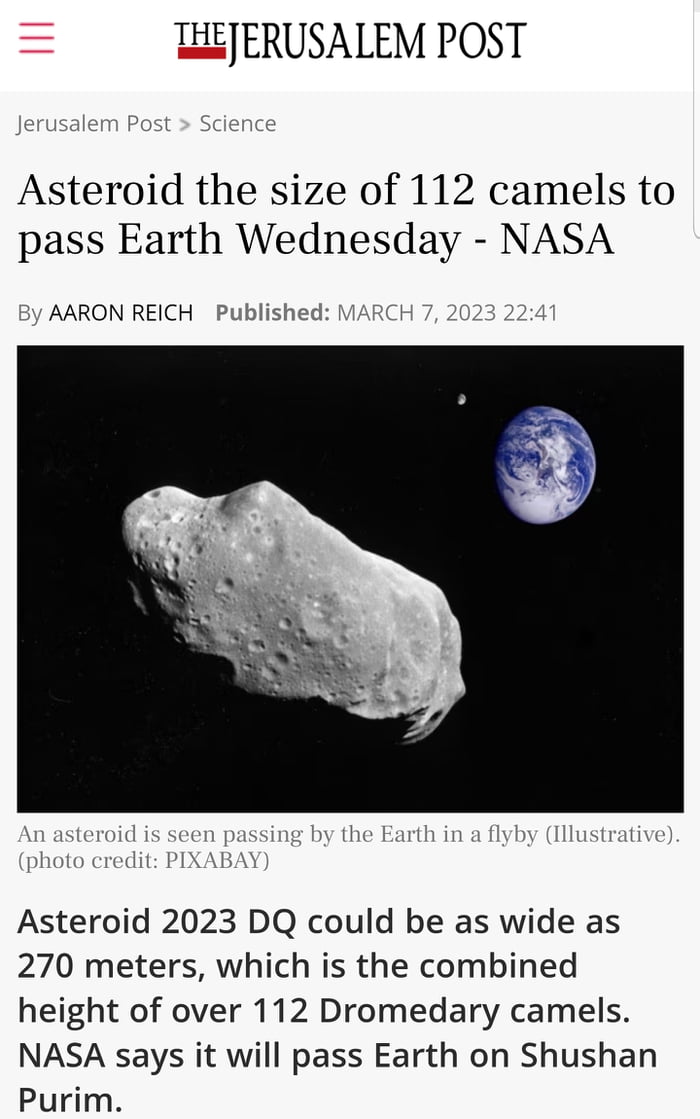 THE JERUSALEM POST
Jerusalem Post > Science
Asteroid the size of 112 camels to
pass Earth Wednesday - NASA
By AARON REICH Published: MARCH 7, 2023 22:41
An asteroid is seen passing by the Earth in a flyby (Illustrative).
(photo credit: PIXABAY)
Asteroid 2023 DQ could be as wide as
270 meters, which is the combined
height of over 112 Dromedary camels.
NASA says it will pass Earth on Shushan
Purim.